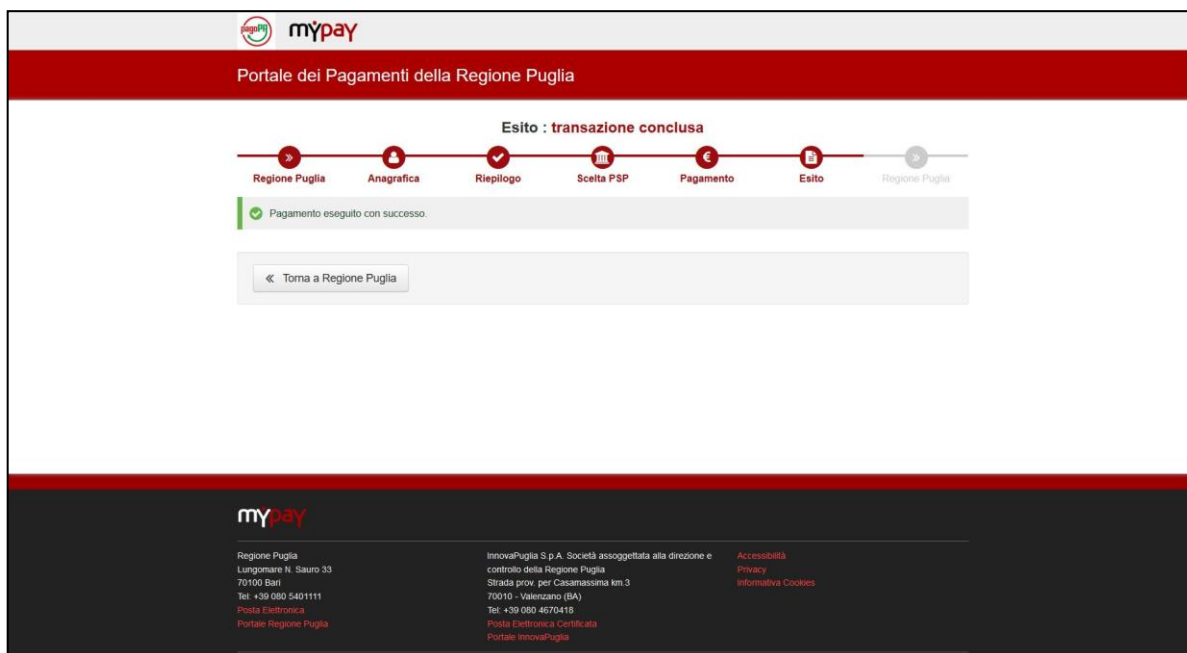 pagoPA mypay
Portale dei Pagamenti della Regione Puglia
Esito : transazione conclusa
Regione Puglia Anagrafica Riepilogo Scelta PSP Pagamento Esito Regione Puglia
Pagamento eseguito con successo.
« Torna a Regione Puglia
mypay
Regione Puglia
Lungomare N. Sauro 33
70100 Bari
Tel: +39 080 5401111
Posta Elettronica
Portale Regione Puglia
InnovaPuglia S.p.A. Società assoggettata alla direzione e
controllo della Regione Puglia
Strada prov. per Casamassima km.3
70010 - Valenzano (BA)
Tel: +39 080 4670418
Posta Elettronica Certificata
Portale InnovaPuglia
Accessibilità
Privacy
Informativa Cookies